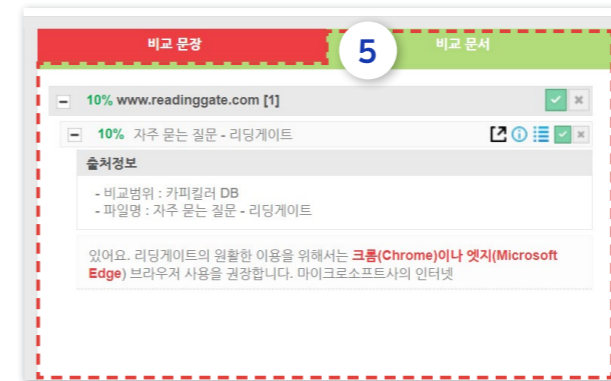 비교 문장
5
비교 문서
10% www.readinggate.com [1]
10% 자주 묻는 질문 - 리딩게이트
출처정보
- 비교범위 : 카피킬러 DB
- 파일명 : 자주 묻는 질문 - 리딩게이트
있어요. 리딩게이트의 원활한 이용을 위해서는 크롬(Chrome)이나 엣지(Microsoft
Edge) 브라우저 사용을 권장합니다. 마이크로소프트사의 인터넷